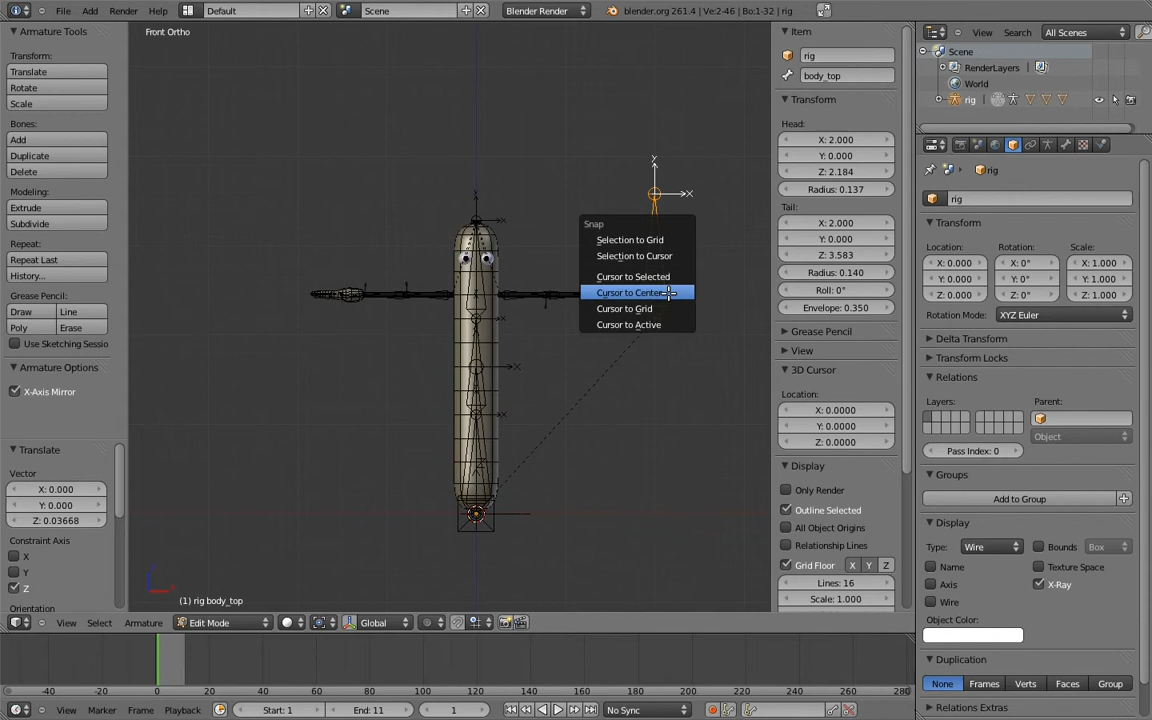 File Add Render Help Default Scene Blender Render blender.org 261.4 | Ve:2-46 | Bo:1-32 | rig
Armature Tools
Transform:
Translate
Rotate
Scale
Bones:
Add
Duplicate
Delete
Modeling:
Extrude
Subdivide
Repeat:
Repeat Last
History...
Grease Pencil:
Draw Line
Poly Erase
Use Sketching Sessio
Armature Options
X-Axis Mirror
Translate
Vector
X: 0.000
Y: 0.000
Z: 0.03668
Constraint Axis
X
Y
Z
Orientation
Front Ortho
Y
X
Snap
Selection to Grid
Selection to Cursor
Cursor to Selected
Cursor to Center
Cursor to Grid
Cursor to Active
(1) rig body_top
View Select Armature Edit Mode Global
Item
rig
body_top
Transform
Head:
X: 2.000
Y: 0.000
Z: 2.184
Radius: 0.137
Tail:
X: 2.000
Y: 0.000
Z: 3.583
Radius: 0.140
Roll: 0°
Envelope: 0.350
Grease Pencil
View
3D Cursor
Location:
X: 0.0000
Y: 0.0000
Z: 0.0000
Display
Only Render
Outline Selected
All Object Origins
Relationship Lines
Grid Floor X Y Z
Lines: 16
Scale: 1.000
View Search All Scenes
Scene
RenderLayers
World
rig
rig
rig
Transform
Location: Rotation: Scale:
X: 0.000 X: 0° X: 1.000
Y: 0.000 Y: 0° Y: 1.000
Z: 0.000 Z: 0° Z: 1.000
Rotation Mode: XYZ Euler
Delta Transform
Transform Locks
Relations
Layers: Parent:
Object
Pass Index: 0
Groups
Add to Group
Display
Type: Wire Bounds Box
Name Texture Space
Axis X-Ray
Wire
Object Color:
Duplication
None Frames Verts Faces Group
Relations Extras
-40 -20 0 20 40 60 80 100 120 140 160 180 200 220 240 260 280
View Marker Frame Playback Start: 1 End: 11 1 No Sync